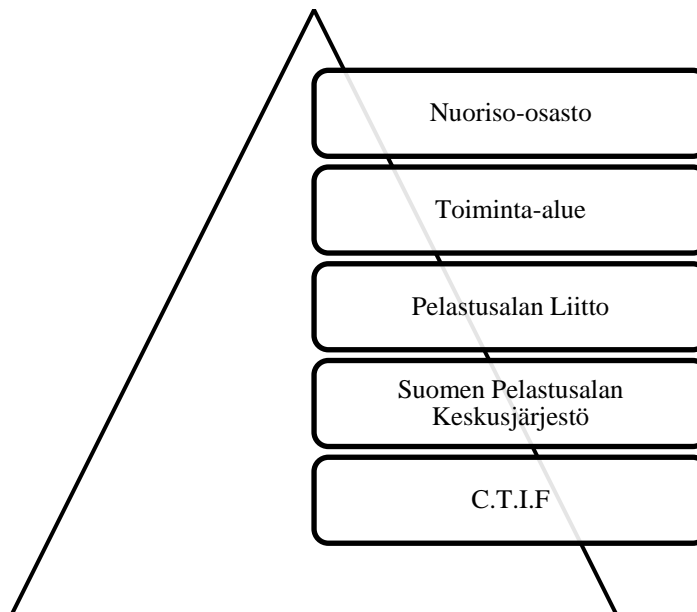 Nuoriso-osasto
Toiminta-alue
Pelastusalan Liitto
Suomen Pelastusalan
Keskusjärjestö
C.T.I.F